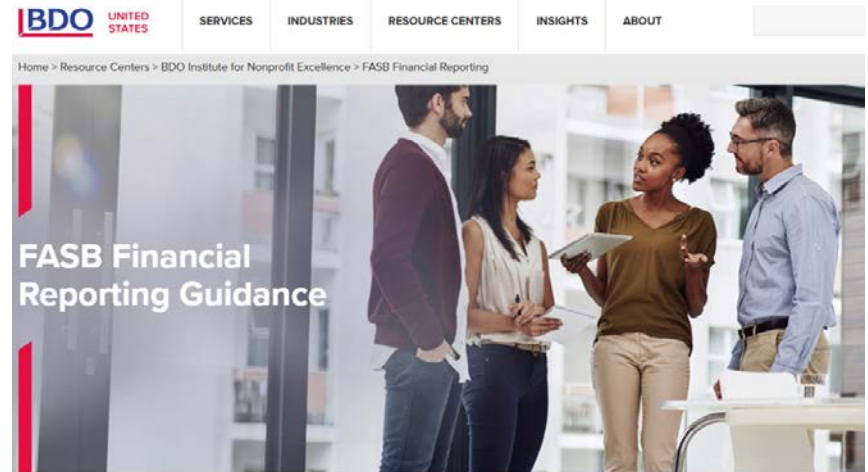 BDO UNITED
STATES
SERVICES INDUSTRIES RESOURCE CENTERS INSIGHTS ABOUT
Home > Resource Centers > BDO Institute for Nonprofit Excellence > FASB Financial Reporting
FASB Financial
Reporting Guidance